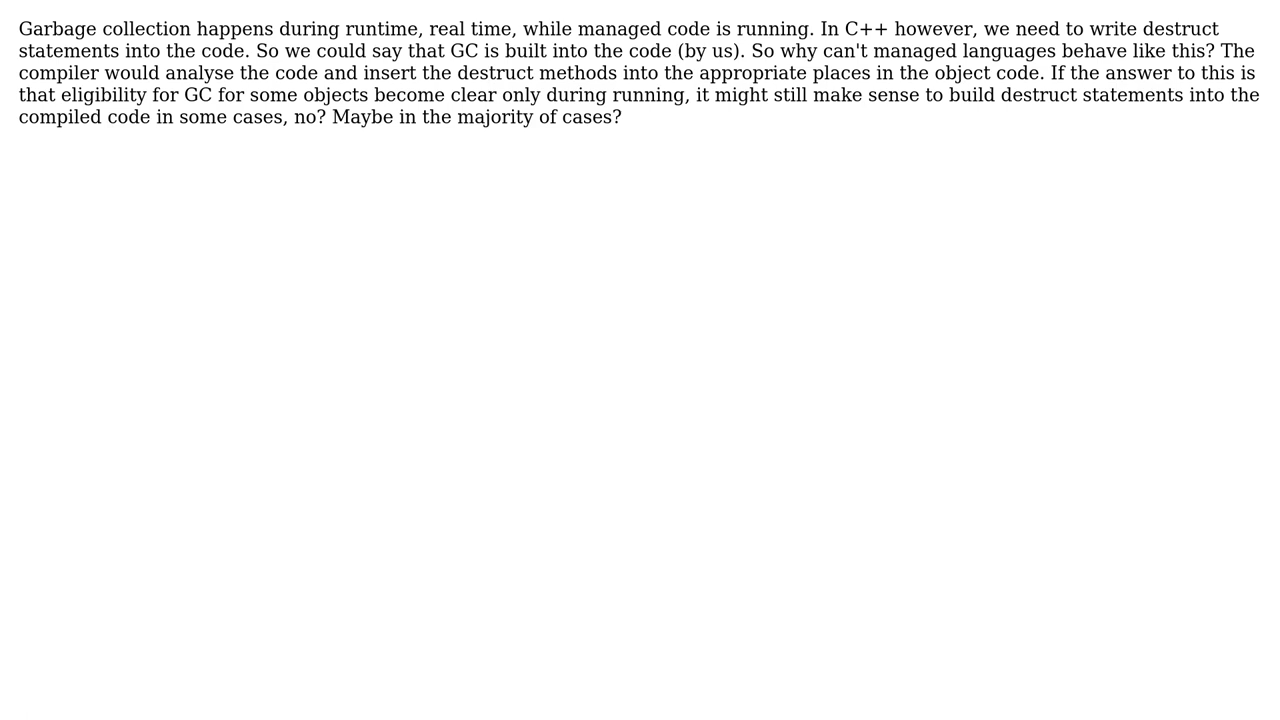 Garbage collection happens during runtime, real time, while managed code is running. In C++ however, we need to write destruct
statements into the code. So we could say that GC is built into the code (by us). So why can't managed languages behave like this? The
compiler would analyse the code and insert the destruct methods into the appropriate places in the object code. If the answer to this is
that eligibility for GC for some objects become clear only during running, it might still make sense to build destruct statements into the
compiled code in some cases, no? Maybe in the majority of cases?